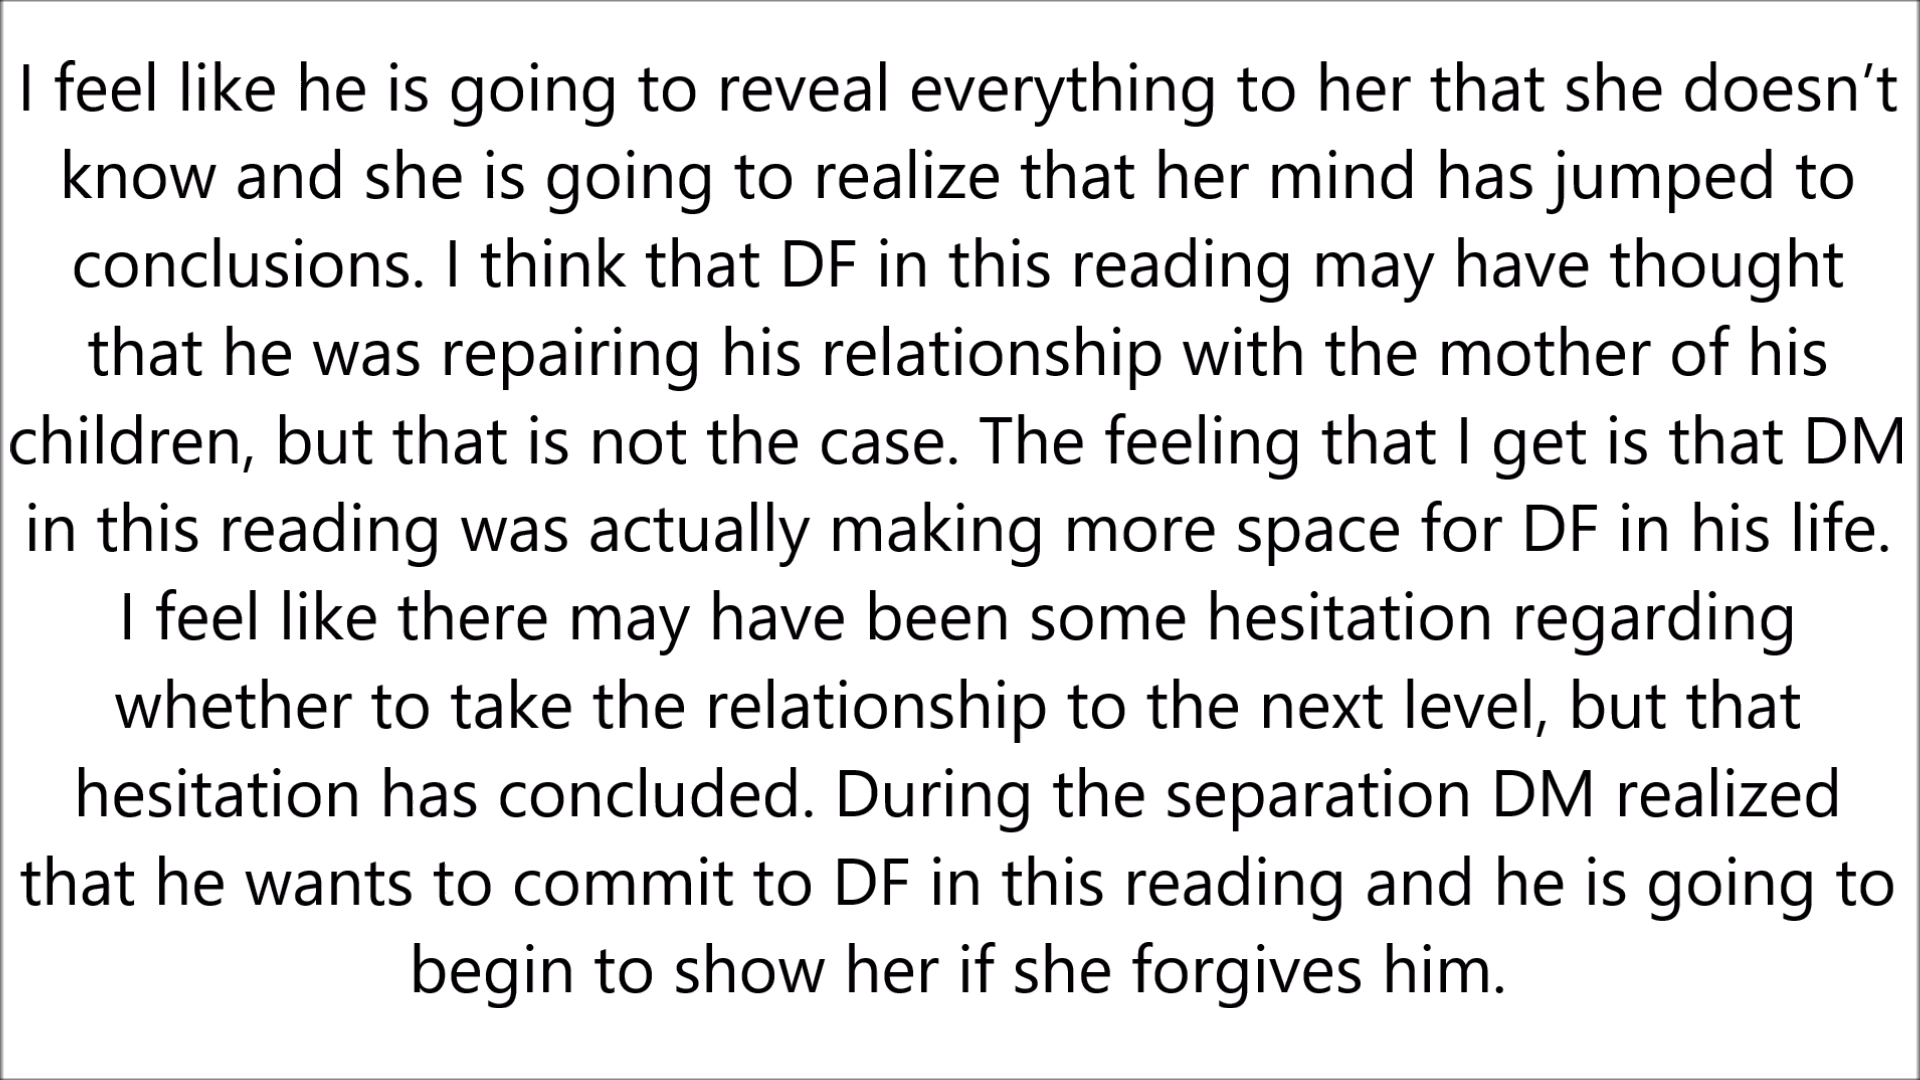 I feel like he is going to reveal everything to her that she doesn’t
know and she is going to realize that her mind has jumped to
conclusions. I think that DF in this reading may have thought
that he was repairing his relationship with the mother of his
children, but that is not the case. The feeling that I get is that DM
in this reading was actually making more space for DF in his life.
I feel like there may have been some hesitation regarding
whether to take the relationship to the next level, but that
hesitation has concluded. During the separation DM realized
that he wants to commit to DF in this reading and he is going to
begin to show her if she forgives him.